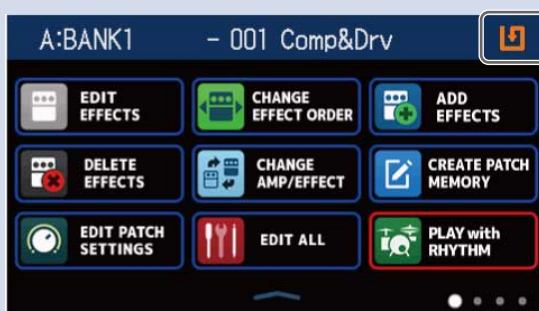 A:BANK1 - 001 Comp&Drv
EDIT
EFFECTS
CHANGE
EFFECT ORDER
ADD
EFFECTS
DELETE
EFFECTS
CHANGE
AMP/EFFECT
CREATE PATCH
MEMORY
EDIT PATCH
SETTINGS
EDIT ALL
PLAY with
RHYTHM